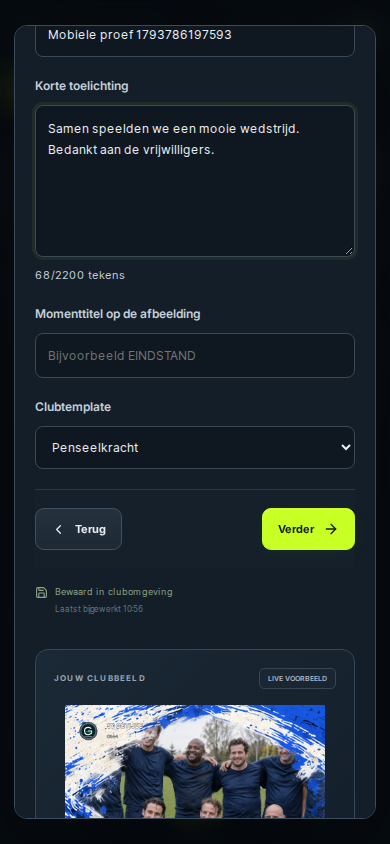 Mobiele proef 1793786197593
Korte toelichting
Samen speelden we een mooie wedstrijd.
Bedankt aan de vrijwilligers.
68/2200 tekens
Momenttitel op de afbeelding
Bijvoorbeeld EINDSTAND
Clubtemplate
Penseelkracht
Terug
Verder
Bewaard in clubomgeving
Laatst bijgewerkt 10:56
JOUW CLUBBEELD
LIVE VOORBEELD
G